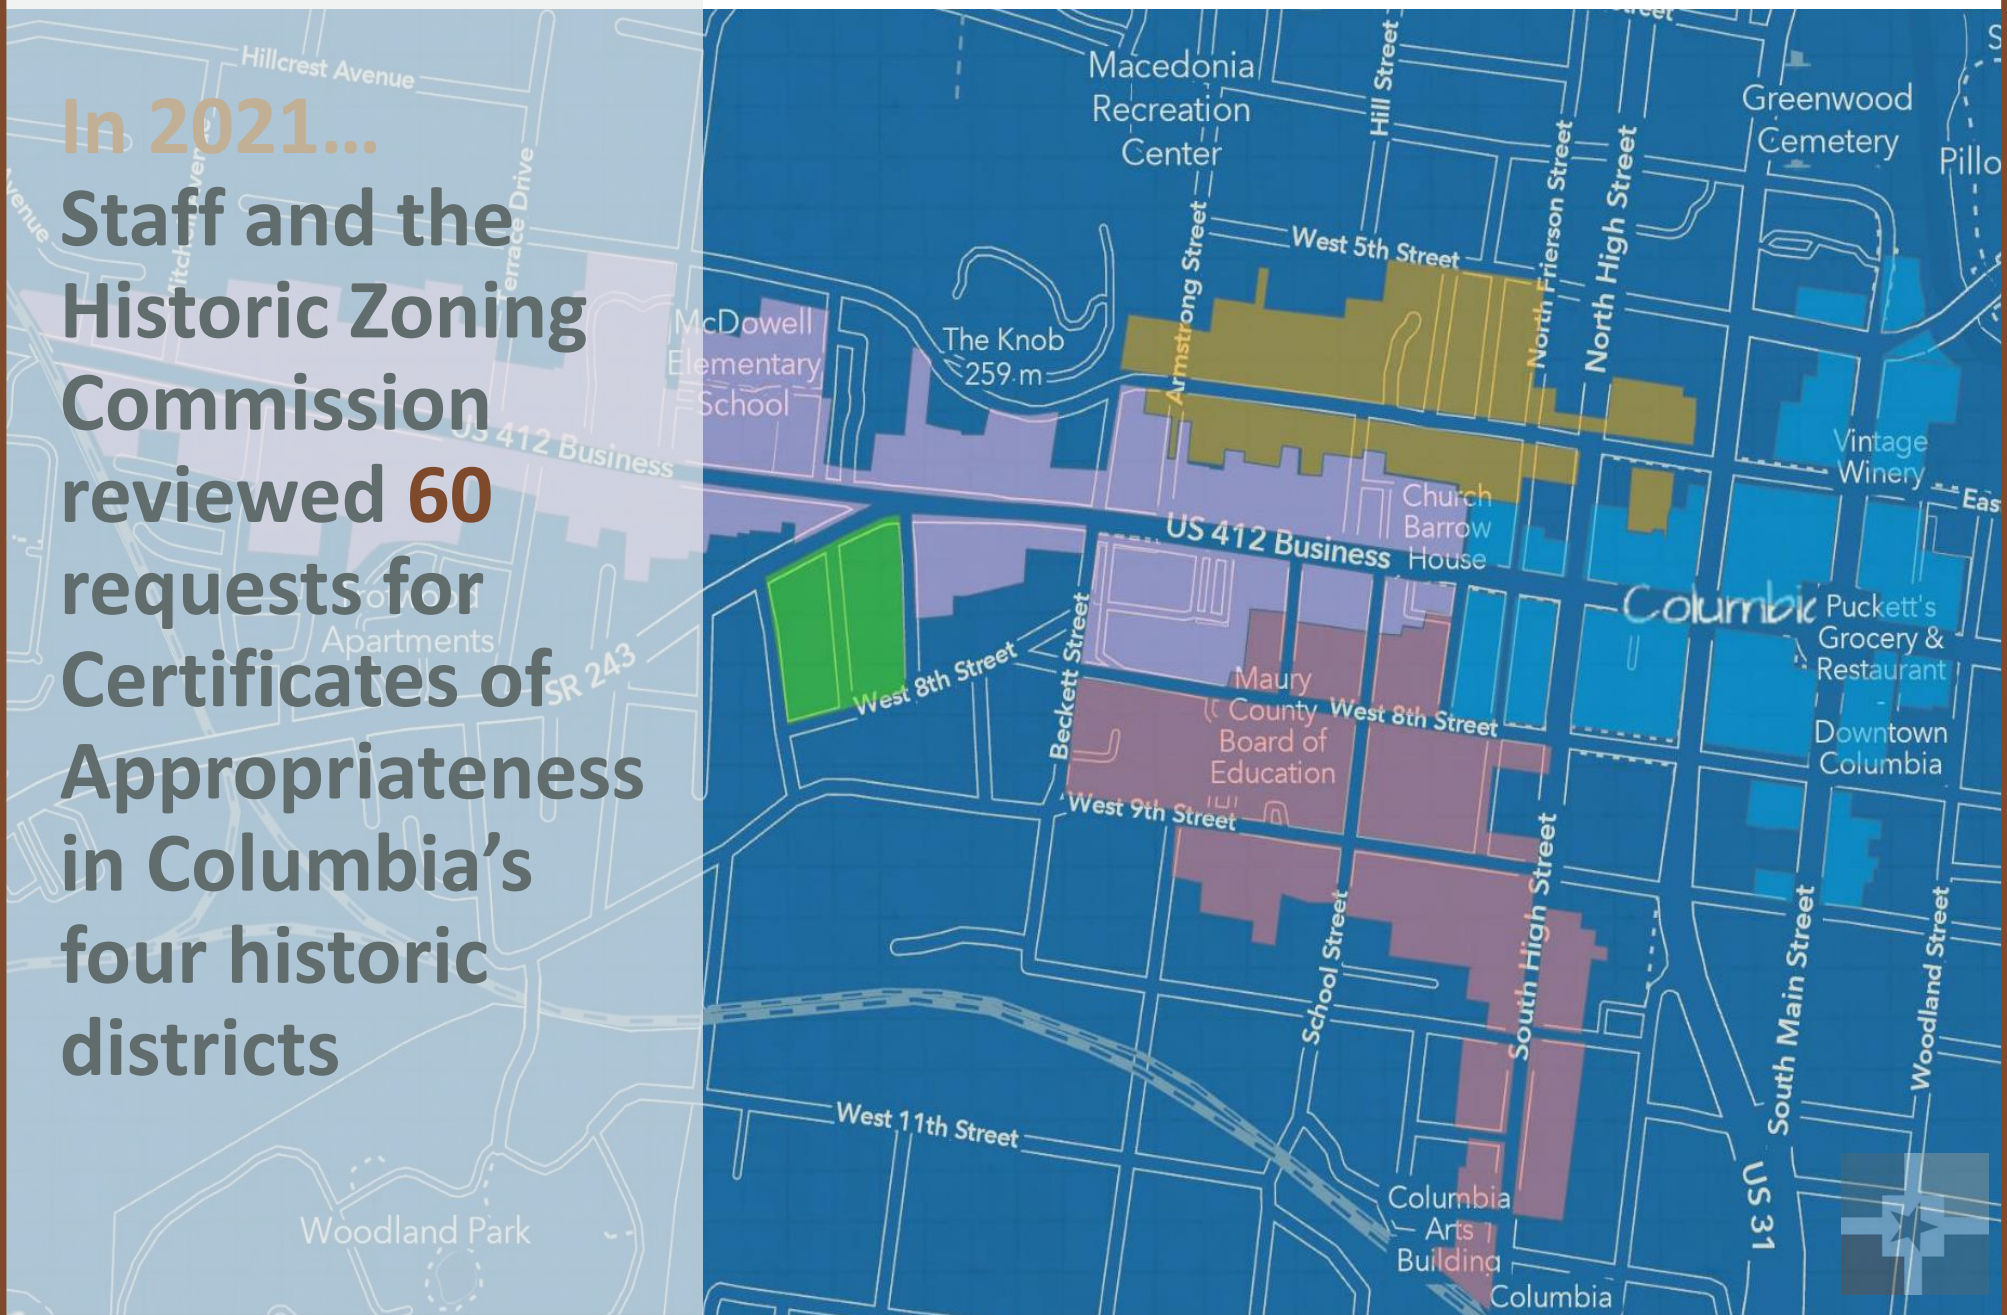 In 2021...
Staff and the
Historic Zoning
Commission
reviewed 60
requests for
Certificates of
Appropriateness
in Columbia’s
four historic
districts
Hillcrest Avenue
Avenue
Terrace Drive
McDowell
Elementary
School
US 412 Business
Apartments
SR 243
Woodland Park
Macedonia
Recreation
Center
Hill Street
Armstrong Street
West 5th Street
North Frierson Street
North High Street
Greenwood
Cemetery
The Knob
259 m
Vintage
Winery
Church
Barrow
House
US 412 Business
Columbi
Puckett's
Grocery &
Restaurant
Downtown
Columbia
Beckett Street
West 8th Street
Maury
County
Board of
Education
West 8th Street
West 9th Street
School Street
South High Street
South Main Street
Woodland Street
West 11th Street
US 31
Columbia
Arts
Building
Columbia